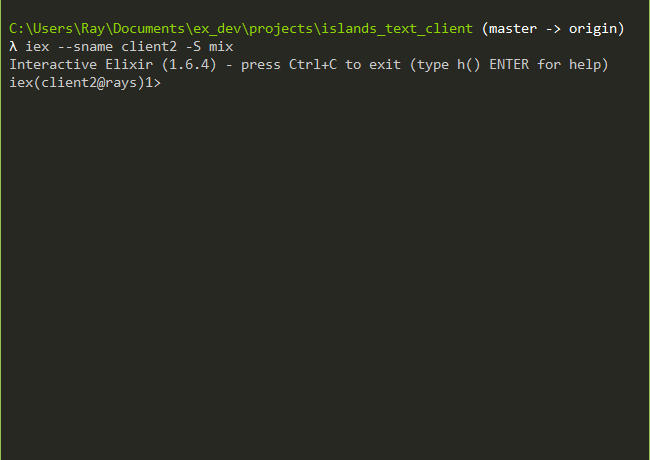 C:\Users\Ray\Documents\ex_dev\projects\islands_text_client (master -> origin)
λ iex --sname client2 -S mix
Interactive Elixir (1.6.4) - press Ctrl+C to exit (type h() ENTER for help)
iex(client2@rays)1>